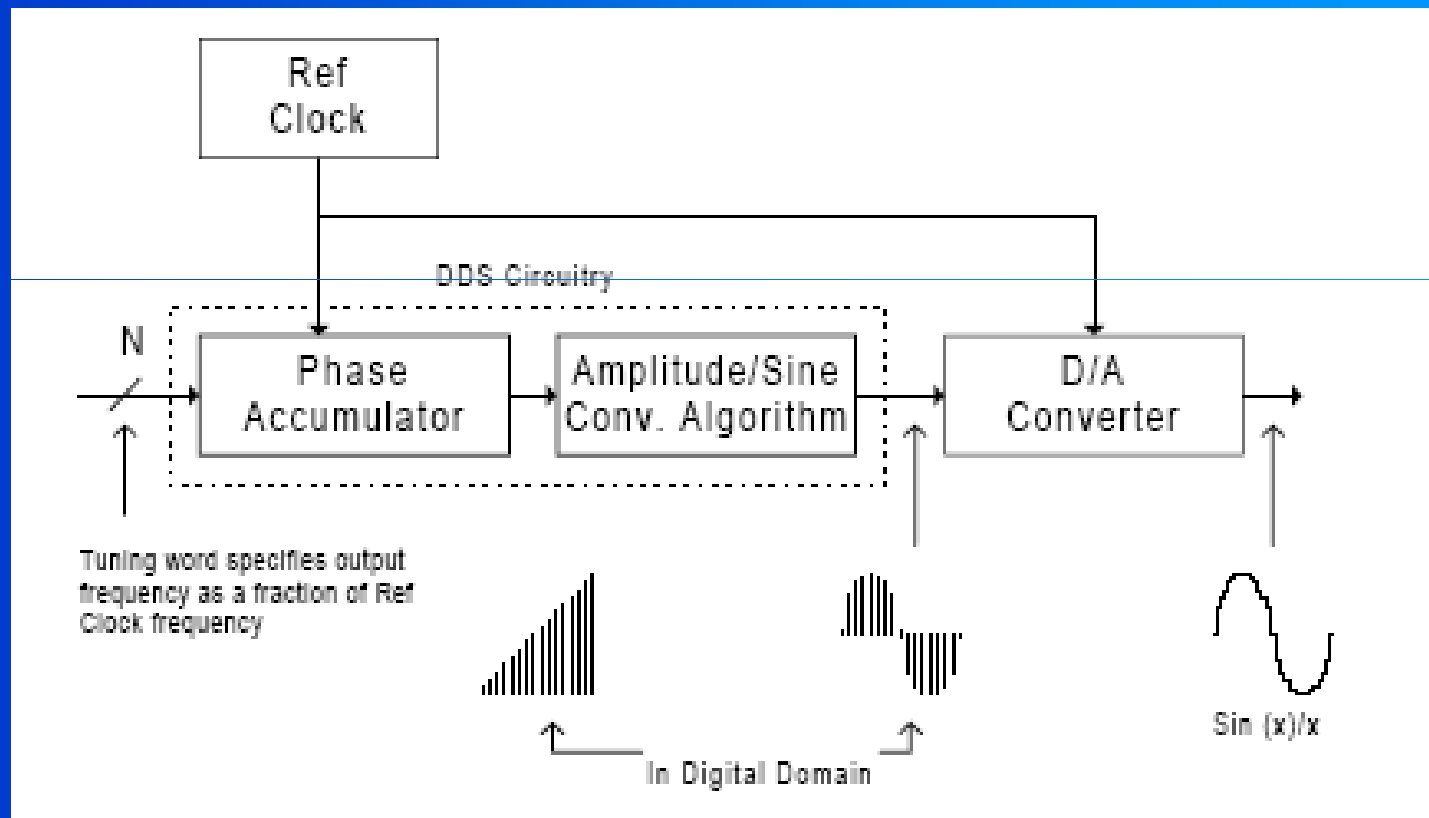 Ref
Clock
DDS Circuitry
N
Phase
Accumulator
Amplitude/Sine
Conv. Algorithm
D/A
Converter
Tuning word specifies output
frequency as a fraction of Ref
Clock frequency
Sin (x)/x
In Digital Domain